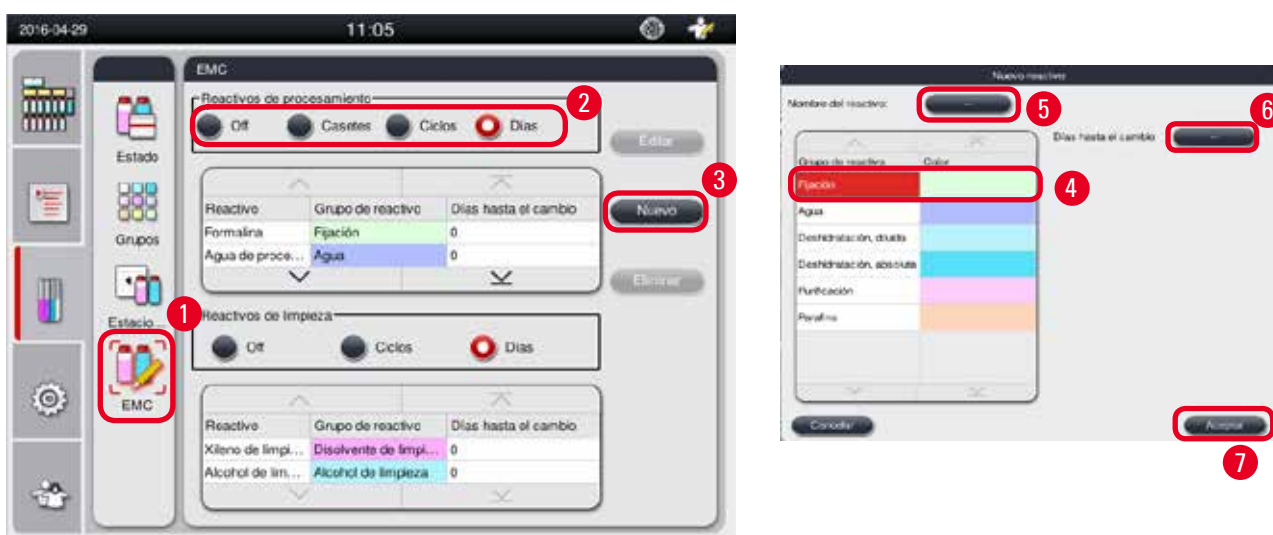 2016-04-29 11:05
EMC
Reactivos de procesamiento 2
Off Casetes Ciclos Días
Editar
Estado
3
Reactivo Grupo de reactivo Días hasta el cambio Nuevo
Formalina Fijación 0
Grupos
Agua de proce... Agua 0
Eliminar
1
Reactivos de limpieza
Estacio...
Off Ciclos Días
EMC
Reactivo Grupo de reactivo Días hasta el cambio
Xileno de limpi... Disolvente de limpi... 0
Alcohol de lim... Alcohol de limpieza 0
Nuevo reactivo
Nombre del reactivo: -- 5
Días hasta el cambio -- 6
Grupo de reactivo Color
Fijación 4
Agua
Deshidratación, diluida
Deshidratación, absoluta
Purificación
Parafina
Cancelar Aceptar
7